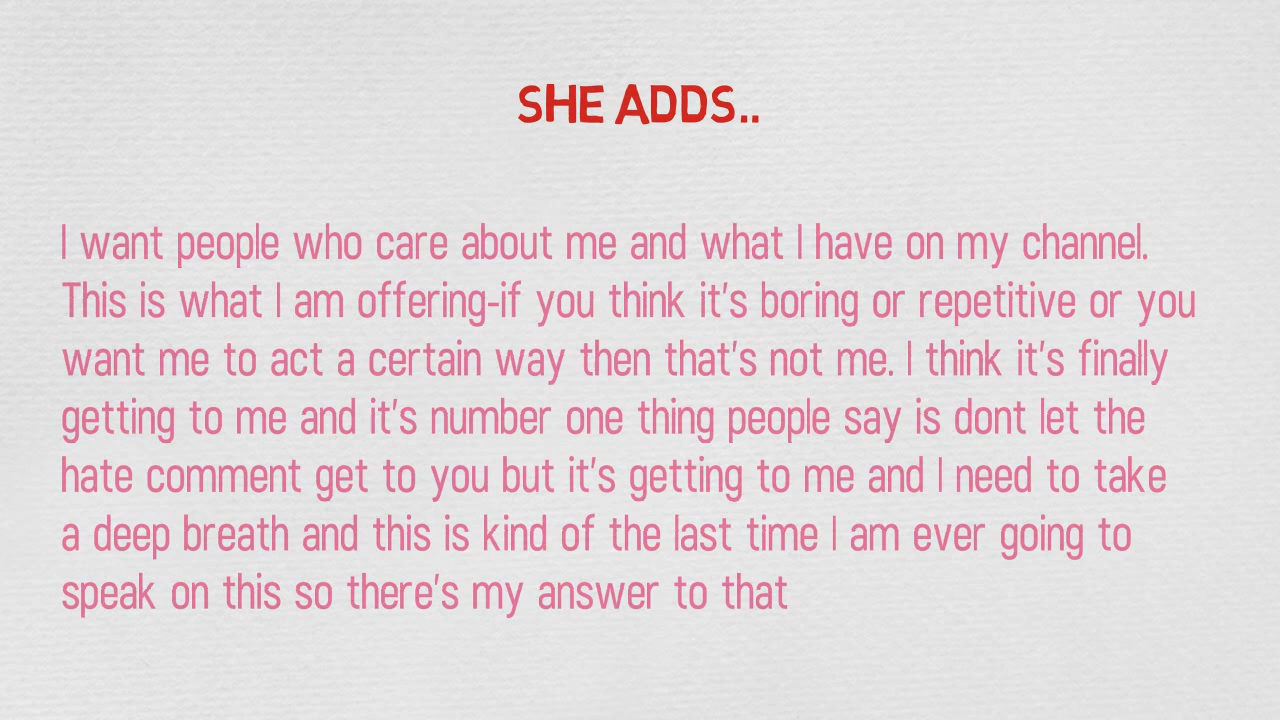 SHE ADDS..
I want people who care about me and what I have on my channel.
This is what I am offering-if you think it's boring or repetitive or you
want me to act a certain way then that's not me. I think it's finally
getting to me and it's number one thing people say is dont let the
hate comment get to you but it's getting to me and I need to take
a deep breath and this is kind of the last time I am ever going to
speak on this so there's my answer to that